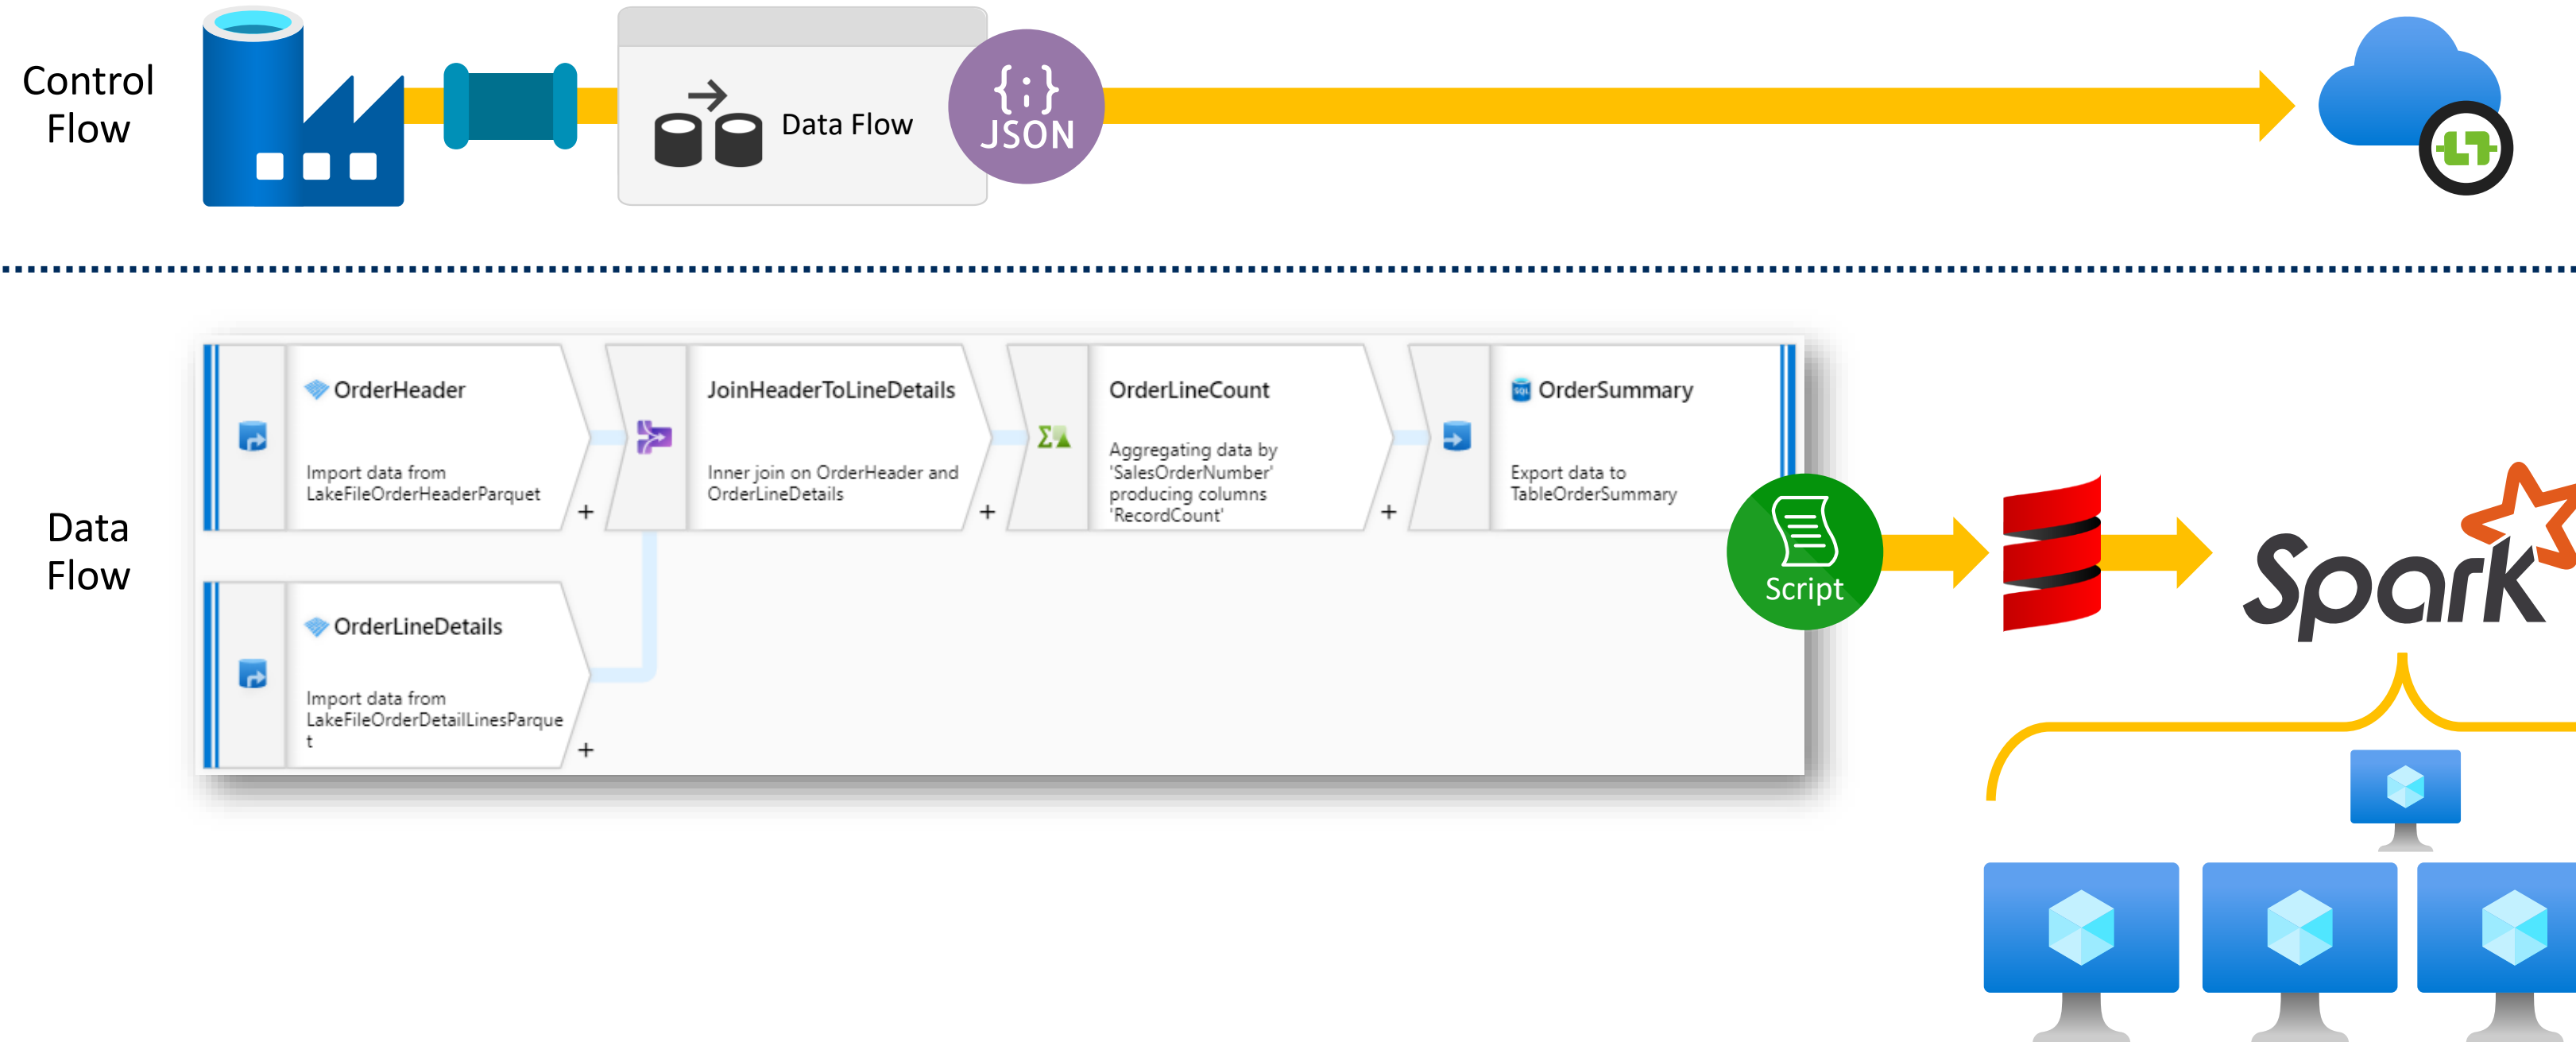 Control
Flow
Data Flow
{;}
JSON
OrderHeader
Import data from
LakeFileOrderHeaderParquet
+
JoinHeaderToLineDetails
Inner join on OrderHeader and
OrderLineDetails
+
OrderLineCount
Aggregating data by
'SalesOrderNumber'
producing columns
'RecordCount'
+
SQL
OrderSummary
Export data to
TableOrderSummary
Data
Flow
OrderLineDetails
Import data from
LakeFileOrderDetailLinesParque
t
+
Script
Spark